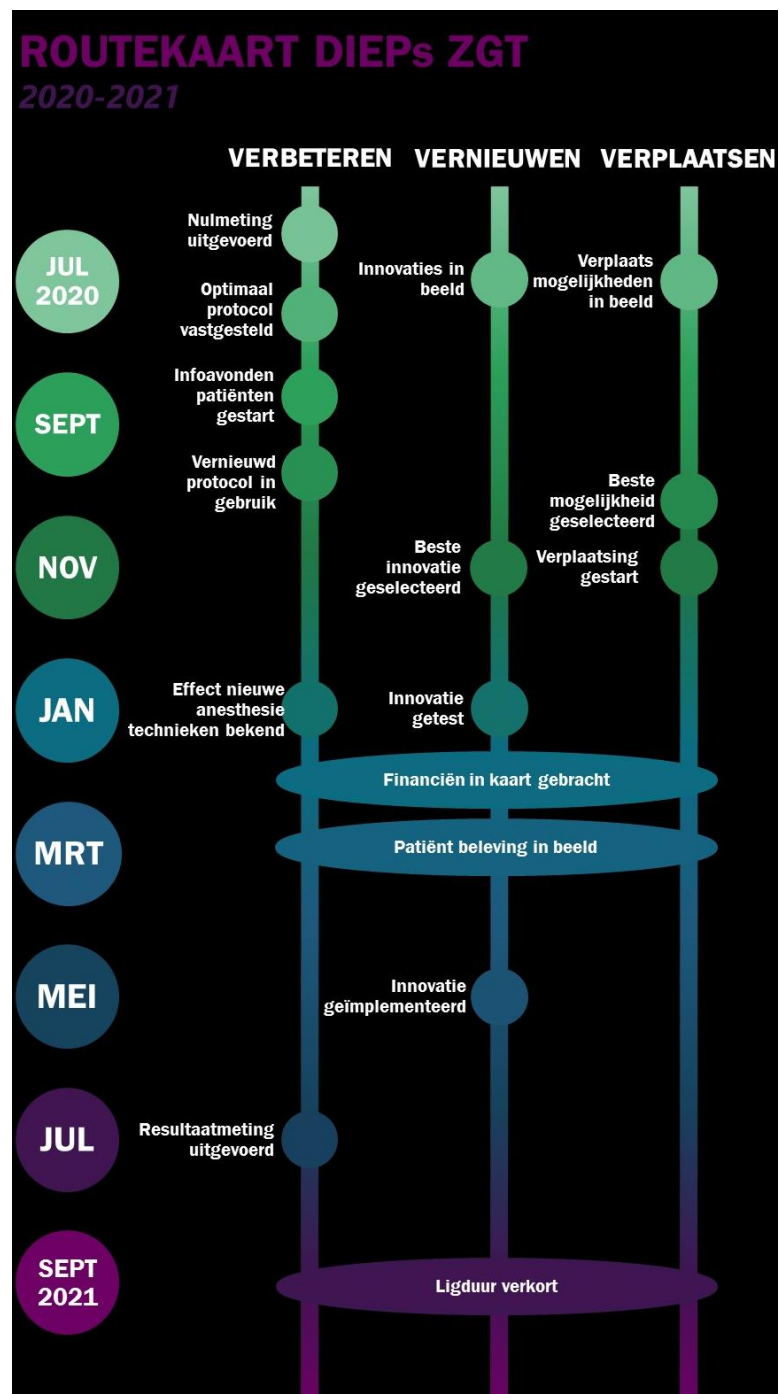 ROUTEKAART DIEPs ZGT
2020-2021
VERBETEREN VERNIEUWEN VERPLAATSEN
Nulmeting
uitgevoerd
JUL
2020
Innovaties in
beeld
Verplaats
mogelijkheden
in beeld
Optimaal
protocol
vastgesteld
Infoavonden
patiënten
gestart
SEPT
Vernieuwd
protocol in
gebruik
Beste
mogelijkheid
geselecteerd
NOV
Beste
innovatie
geselecteerd
Verplaatsing
gestart
JAN
Effect nieuwe
anesthesie
technieken bekend
Innovatie
getest
Financiën in kaart gebracht
MRT
Patiënt beleving in beeld
MEI
Innovatie
geïmplementeerd
JUL
Resultaatmeting
uitgevoerd
SEPT
2021
Ligduur verkort